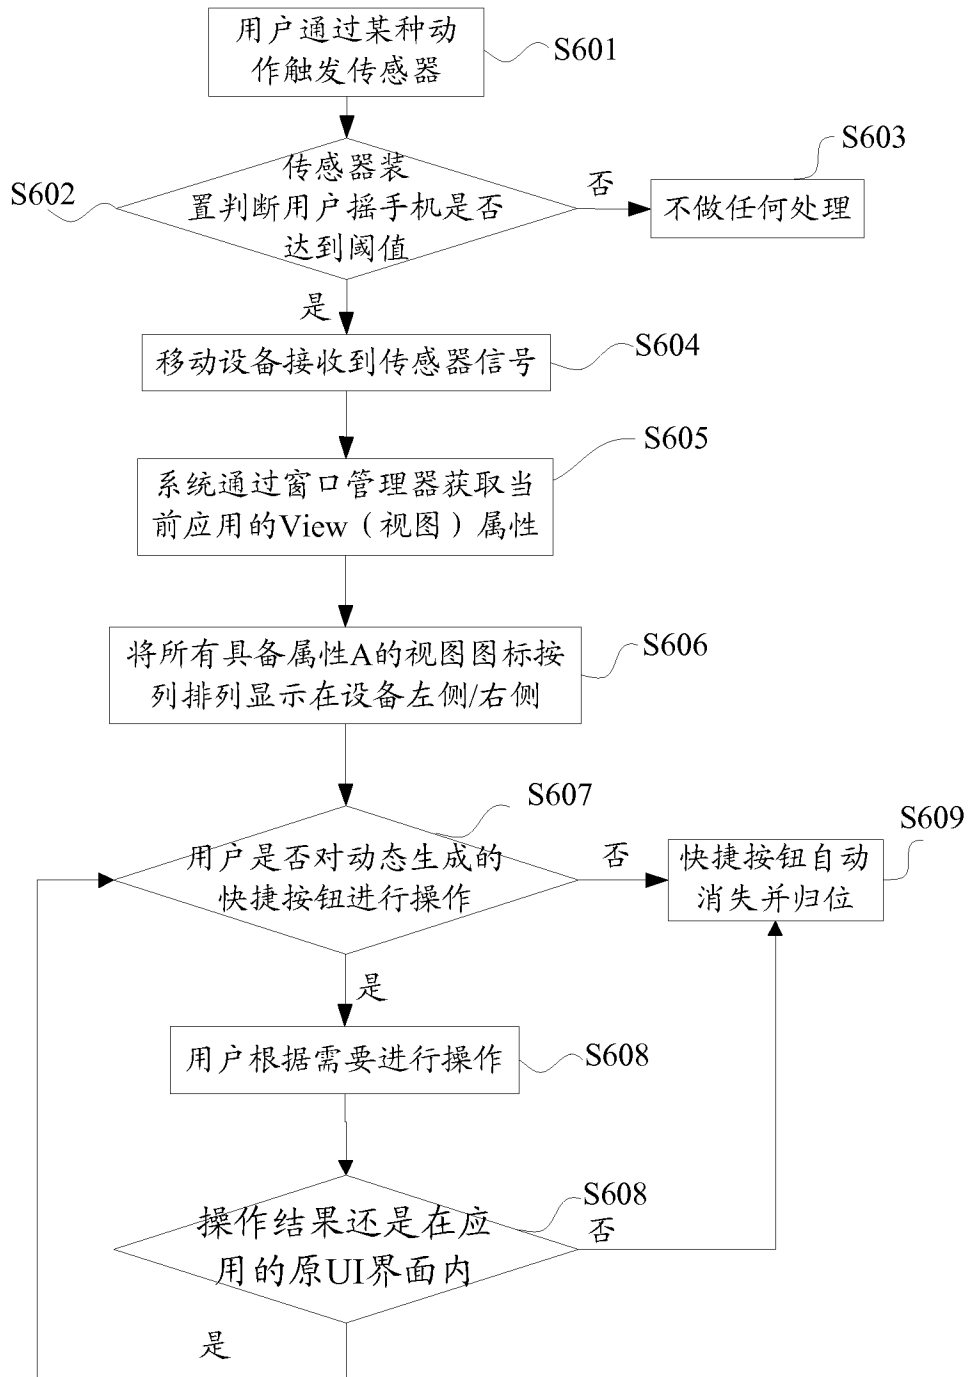 用户通过某种动
作触发传感器
S601
传感器装
置判断用户摇手机是否
达到阈值
S602
否
S603
不做任何处理
是
移动设备接收到传感器信号
S604
系统通过窗口管理器获取当
前应用的View（视图）属性
S605
将所有具备属性A的视图图标按
列排列显示在设备左侧/右侧
S606
用户是否对动态生成的
快捷按钮进行操作
S607
否
快捷按钮自动
消失并归位
S609
是
用户根据需要进行操作
S608
操作结果还是在应
用的原UI界面内
S608
否
是